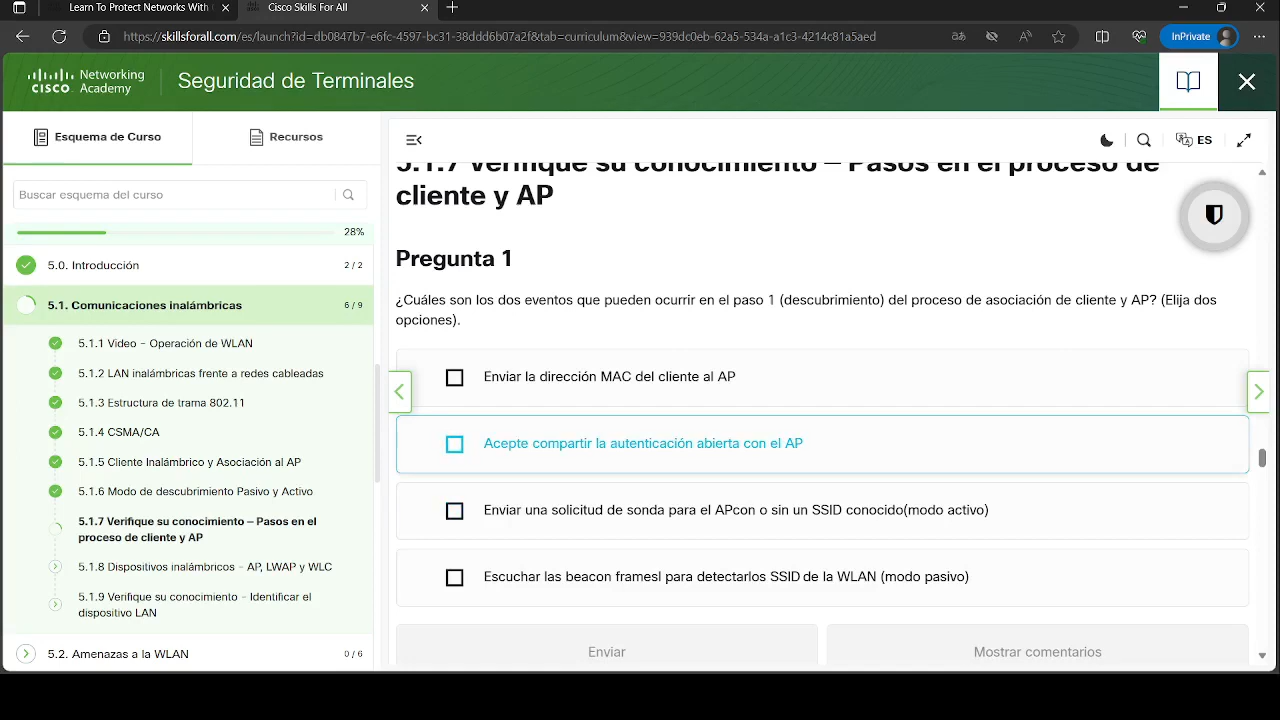 Learn To Protect Networks With
Cisco Skills For All
https://skillsforall.com/es/launch?id=db0847b7-e6fc-4597-bc31-38ddd6b07a2f&tab=curriculum&view=939dc0eb-62a5-534a-a1c3-4214c81a5aed
InPrivate
Networking
CISCO Academy
Seguridad de Terminales
Esquema de Curso
Recursos
ES
Buscar esquema del curso
28%
5.0. Introducción 2 / 2
5.1. Comunicaciones inalámbricas 6 / 9
5.1.1 Video – Operación de WLAN
5.1.2 LAN inalámbricas frente a redes cableadas
5.1.3 Estructura de trama 802.11
5.1.4 CSMA/CA
5.1.5 Cliente Inalámbrico y Asociación al AP
5.1.6 Modo de descubrimiento Pasivo y Activo
5.1.7 Verifique su conocimiento – Pasos en el
proceso de cliente y AP
5.1.8 Dispositivos inalámbricos – AP, LWAP y WLC
5.1.9 Verifique su conocimiento - Identificar el
dispositivo LAN
5.2. Amenazas a la WLAN 0 / 6
5.1.7 Verifique su conocimiento – Pasos en el proceso de
cliente y AP
Pregunta 1
¿Cuáles son los dos eventos que pueden ocurrir en el paso 1 (descubrimiento) del proceso de asociación de cliente y AP? (Elija dos
opciones).
Enviar la dirección MAC del cliente al AP
Acepte compartir la autenticación abierta con el AP
Enviar una solicitud de sonda para el APcon o sin un SSID conocido(modo activo)
Escuchar las beacon framesl para detectarlos SSID de la WLAN (modo pasivo)
Enviar
Mostrar comentarios